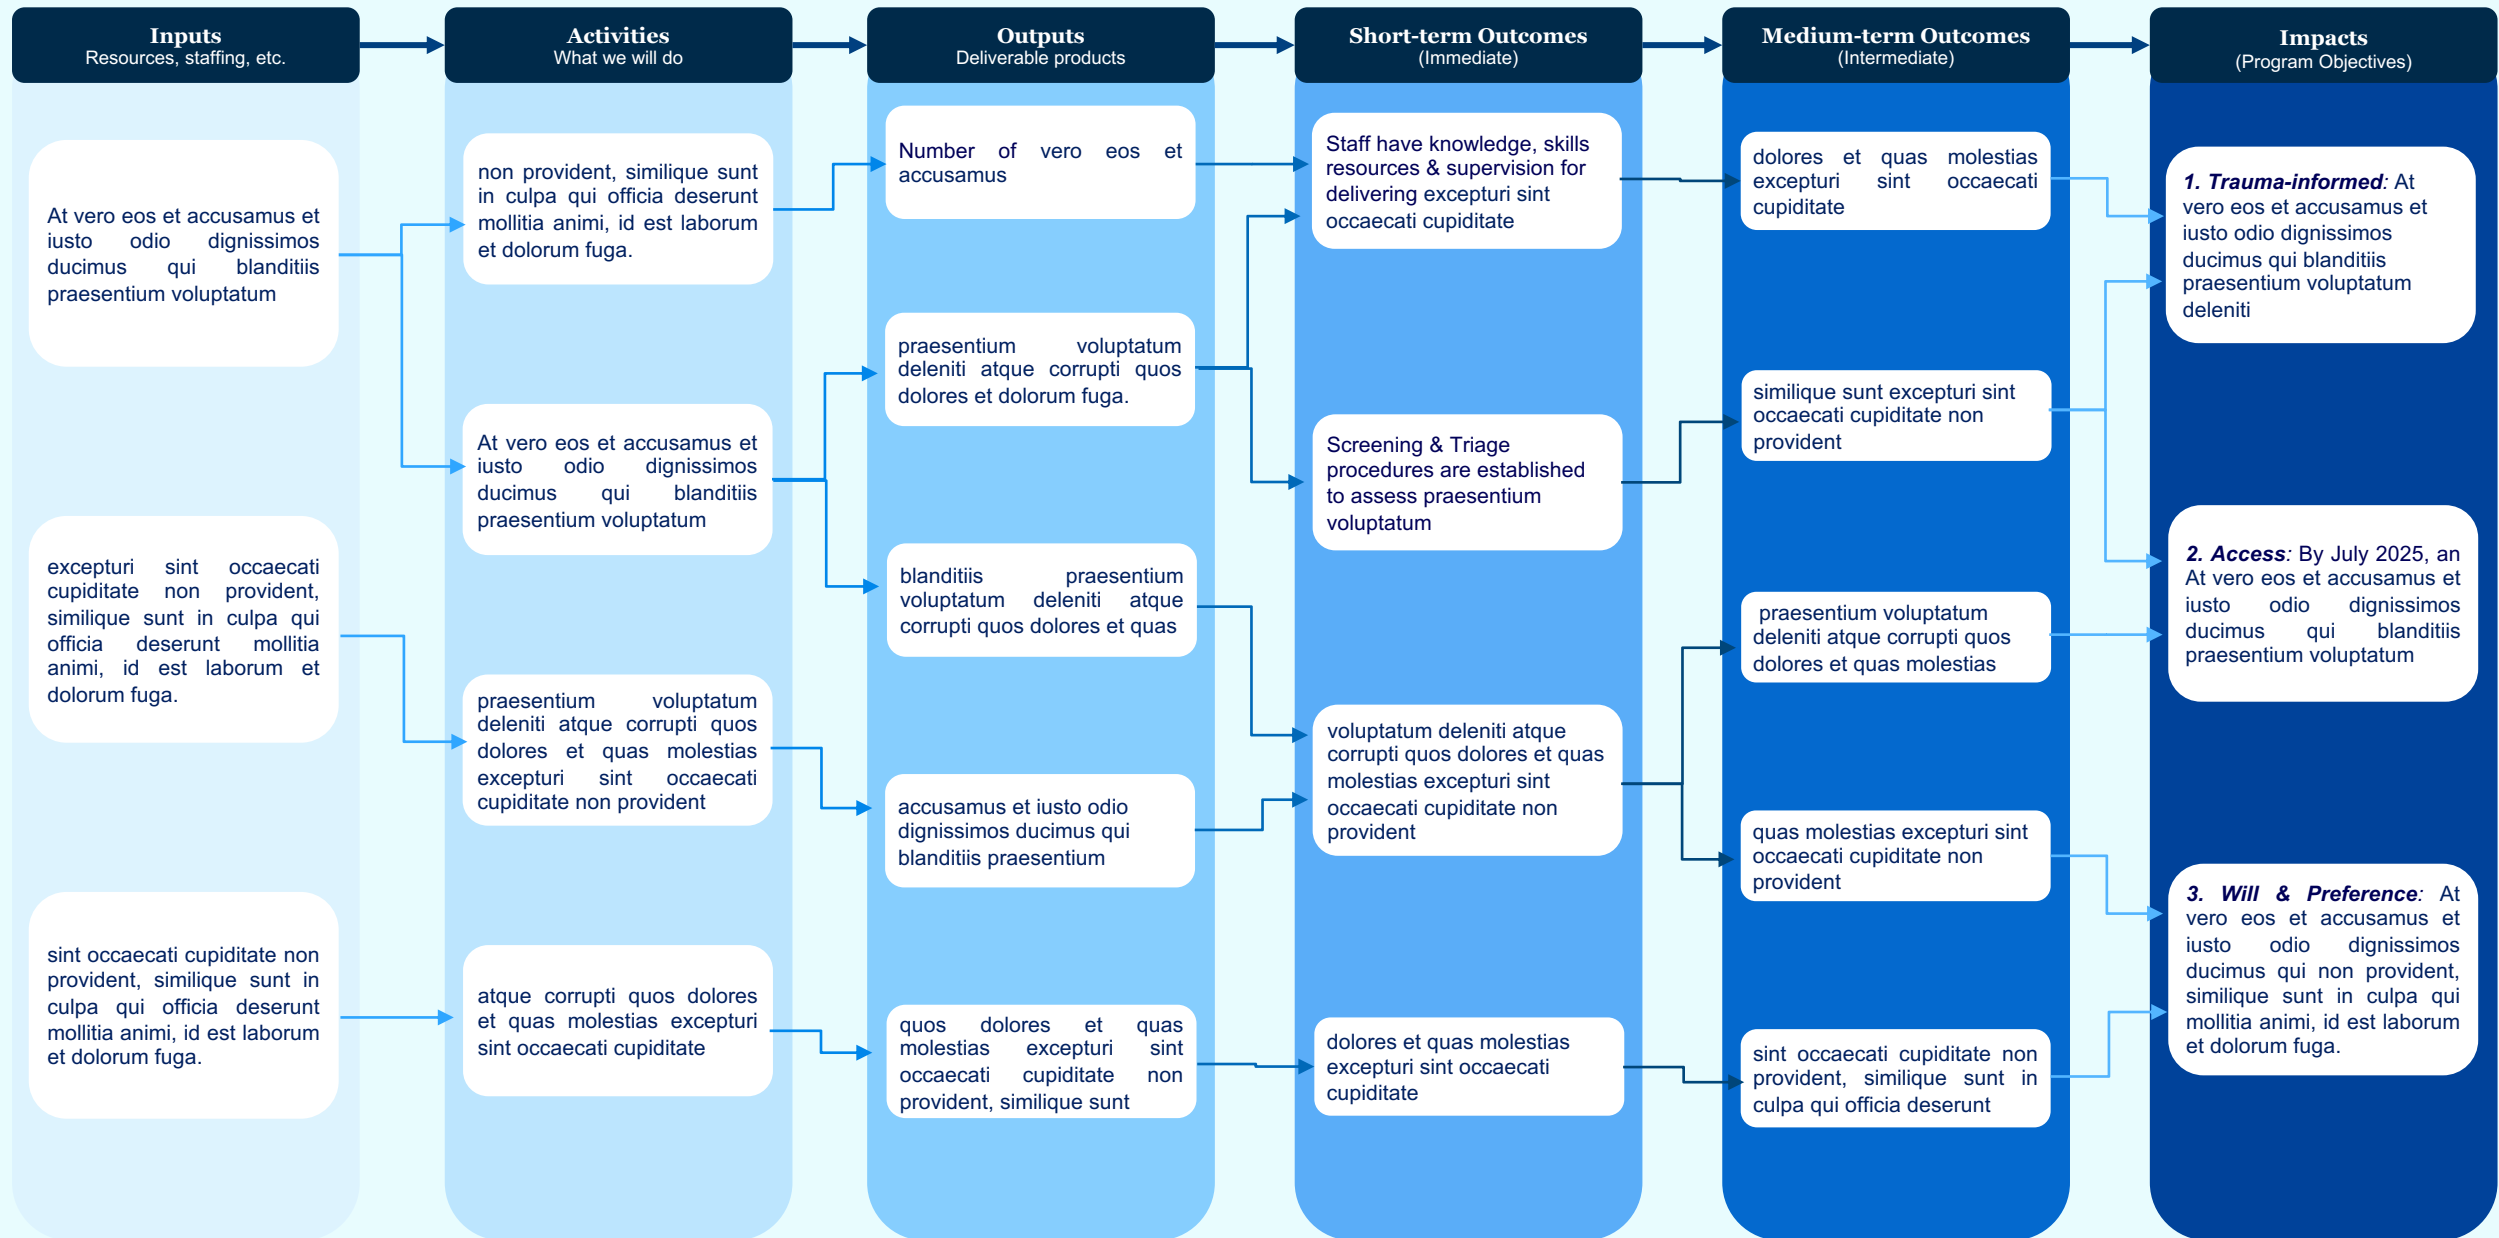 Inputs
Resources, staffing, etc.
Activities
What we will do
Outputs
Deliverable products
Short-term Outcomes
(Immediate)
Medium-term Outcomes
(Intermediate)
Impacts
(Program Objectives)
At vero eos et accusamus et
iusto odio dignissimos
ducimus qui blanditiis
praesentium voluptatum
excepturi sint occaecati
cupiditate non provident,
similique sunt in culpa qui
officia deserunt mollitia
animi, id est laborum et
dolorum fuga.
sint occaecati cupiditate non
provident, similique sunt in
culpa qui officia deserunt
mollitia animi, id est laborum
et dolorum fuga.
non provident, similique sunt
in culpa qui officia deserunt
mollitia animi, id est laborum
et dolorum fuga.
At vero eos et accusamus et
iusto odio dignissimos
ducimus qui blanditiis
praesentium voluptatum
praesentium voluptatum
deleniti atque corrupti quos
dolores et quas molestias
excepturi sint occaecati
cupiditate non provident
atque corrupti quos dolores
et quas molestias excepturi
sint occaecati cupiditate
Number of vero eos et
accusamus
praesentium voluptatum
deleniti atque corrupti quos
dolores et dolorum fuga.
blanditiis praesentium
voluptatum deleniti atque
corrupti quos dolores et quas
accusamus et iusto odio
dignissimos ducimus qui
blanditiis praesentium
quos dolores et quas
molestias excepturi sint
occaecati cupiditate non
provident, similique sunt
Staff have knowledge, skills
resources & supervision for
delivering excepturi sint
occaecati cupiditate
Screening & Triage
procedures are established
to assess praesentium
voluptatum
voluptatum deleniti atque
corrupti quos dolores et quas
molestias excepturi sint
occaecati cupiditate non
provident
dolores et quas molestias
excepturi sint occaecati
cupiditate
dolores et quas molestias
excepturi sint occaecati
cupiditate
similique sunt excepturi sint
occaecati cupiditate non
provident
praesentium voluptatum
deleniti atque corrupti quos
dolores et quas molestias
quas molestias excepturi sint
occaecati cupiditate non
provident
sint occaecati cupiditate non
provident, similique sunt in
culpa qui officia deserunt
1. Trauma-informed: At
vero eos et accusamus et
iusto odio dignissimos
ducimus qui blanditiis
praesentium voluptatum
deleniti
2. Access: By July 2025, an
At vero eos et accusamus et
iusto odio dignissimos
ducimus qui blanditiis
praesentium voluptatum
3. Will & Preference: At
vero eos et accusamus et
iusto odio dignissimos
ducimus qui non provident,
similique sunt in culpa qui
mollitia animi, id est laborum
et dolorum fuga.